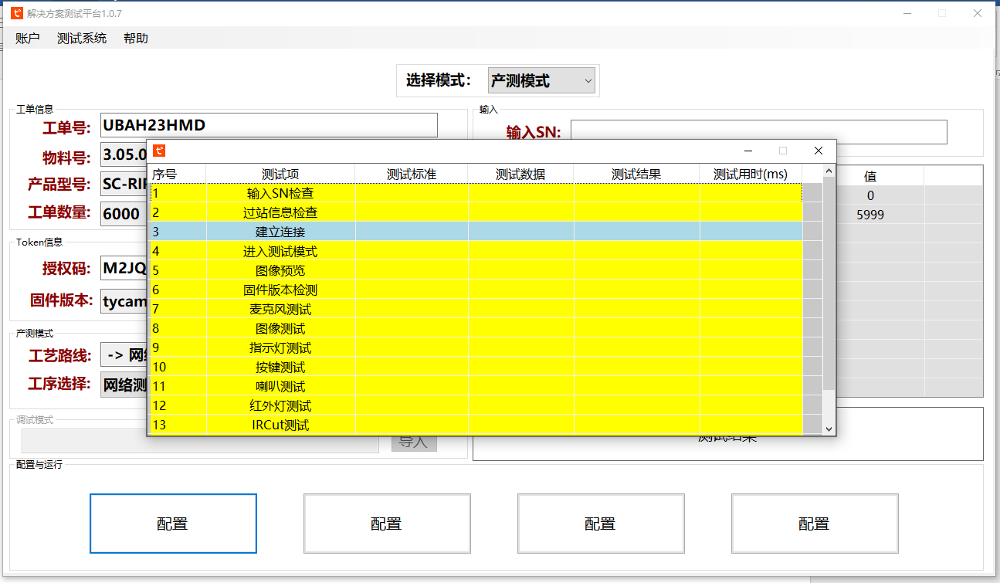 解决方案测试平台1.0.7
账户 测试系统 帮助
选择模式: 产测模式
工单信息
工单号: UBAH23HMD
物料号: 3.05.0
产品型号: SC-RIF
工单数量: 6000
Token信息
授权码: M2JQ
固件版本: tycam
产测模式
工艺路线: -> 网络
工序选择: 网络测
调试模式
导入
输入
输入SN:
值
0
5999
测试结果
序号 测试项 测试标准 测试数据 测试结果 测试用时(ms)
1 输入SN检查
2 过站信息检查
3 建立连接
4 进入测试模式
5 图像预览
6 固件版本检测
7 麦克风测试
8 图像测试
9 指示灯测试
10 按键测试
11 喇叭测试
12 红外灯测试
13 IRCut测试
配置与运行
配置 配置 配置 配置